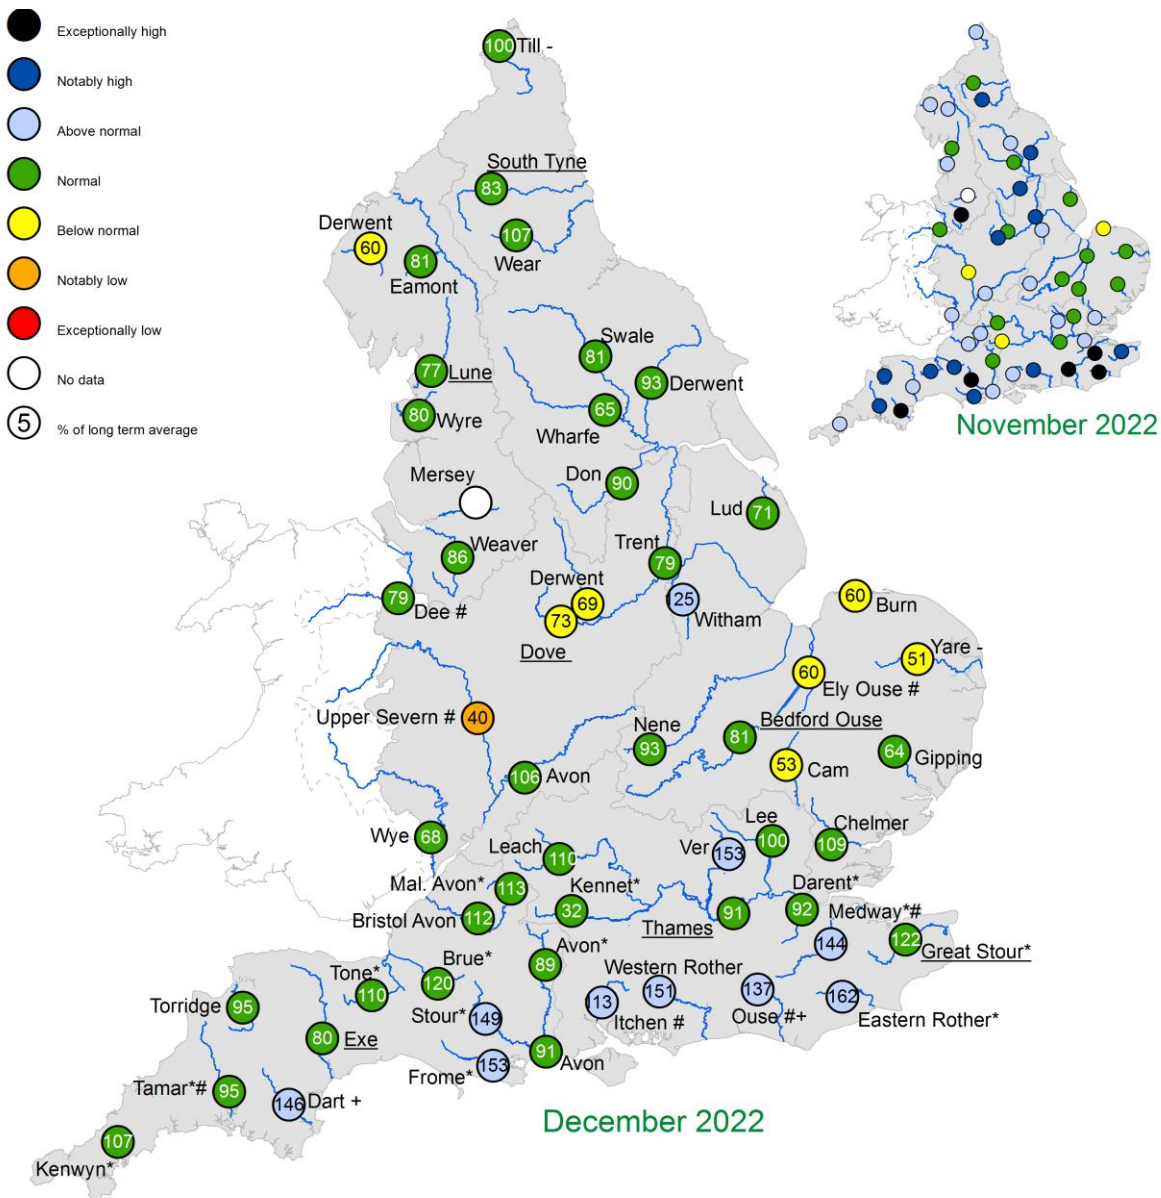 Exceptionally high
Notably high
Above normal
Normal
Below normal
Notably low
Exceptionally low
No data
5 % of long term average
November 2022
100 Till -
South Tyne
83
Derwent
60
107
Wear
81
Eamont
Swale
81
77 Lune
93 Derwent
80 Wyre
65
Wharfe
Mersey
Don 90
Lud 71
86 Weaver
Trent
79
79
Dee #
Derwent
69
73
Dove
125
Witham
60 Burn
Yare -
51
60
Ely Ouse #
Upper Severn # 40
Nene
93
Bedford Ouse
81
64
Gipping
53 Cam
106 Avon
Wye 68
Leach 110
Lee
100
Ver 153
Chelmer
109
Mal. Avon* 113
Kennet*
32
Bristol Avon 112
Thames 91
Darent*
92
Medway*#
144
122
Great Stour*
Avon*
89
Tone*
110
Brue*
120
Western Rother
151
113
Itchen #
137
Ouse #+
162
Eastern Rother*
Torridge 95
Stour* 149
80 Exe
91
Avon
Frome* 153
Tamar*# 95
146 Dart +
107
Kenwyn*
December 2022